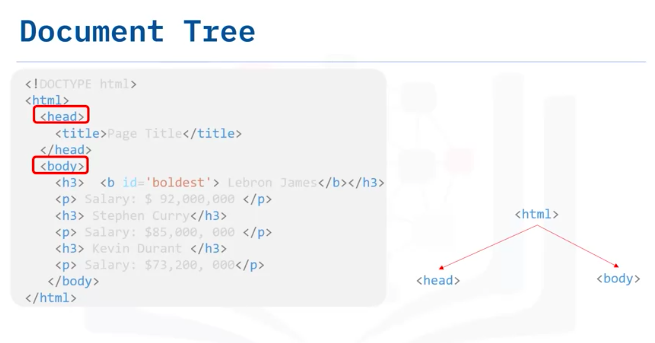 Document Tree
<!DOCTYPE html>
<html>
<head>
<title>Page Title</title>
</head>
<body>
<h3> <b id='boldest'> Lebron James</b></h3>
<p> Salary: $ 92,000,000 </p>
<h3> Stephen Curry</h3>
<p> Salary: $85,000, 000 </p>
<h3> Kevin Durant </h3>
<p> Salary: $73,200, 000</p>
</body>
</html>
<html>
<head> <body>